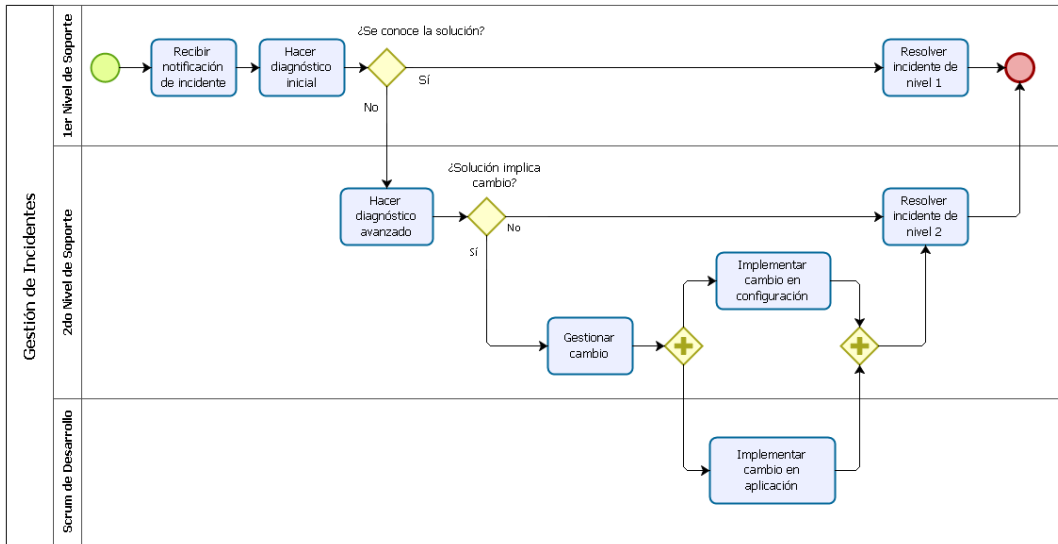 Gestión de Incidentes
1er Nivel de Soporte
Recibir
notificación
de incidente
Hacer
diagnóstico
inicial
¿Se conoce la solución?
Sí
No
Resolver
incidente de
nivel 1
2do Nivel de Soporte
Hacer
diagnóstico
avanzado
¿Solución implica
cambio?
No
Sí
Resolver
incidente de
nivel 2
Gestionar
cambio
Implementar
cambio en
configuración
Scrum de Desarrollo
Implementar
cambio en
aplicación